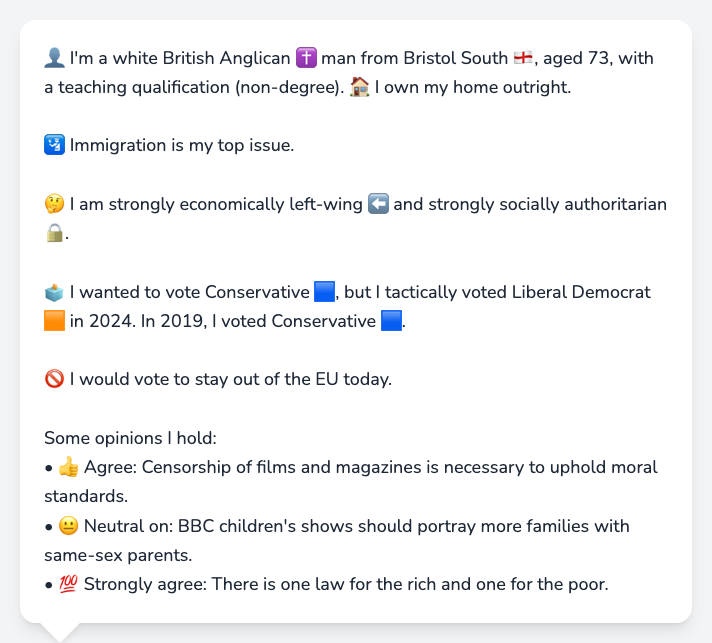 👤 I'm a white British Anglican ✝️ man from Bristol South 🏴󠁧󠁢󠁥󠁮󠁧󠁿, aged 73, with
a teaching qualification (non-degree). 🏠 I own my home outright.
🛂 Immigration is my top issue.
🤔 I am strongly economically left-wing ⬅️ and strongly socially authoritarian
🔒.
🗳️ I wanted to vote Conservative 🟦, but I tactically voted Liberal Democrat
🟧 in 2024. In 2019, I voted Conservative 🟦.
🚫 I would vote to stay out of the EU today.
Some opinions I hold:
• 👍 Agree: Censorship of films and magazines is necessary to uphold moral
standards.
• 😐 Neutral on: BBC children's shows should portray more families with
same-sex parents.
• 💯 Strongly agree: There is one law for the rich and one for the poor.